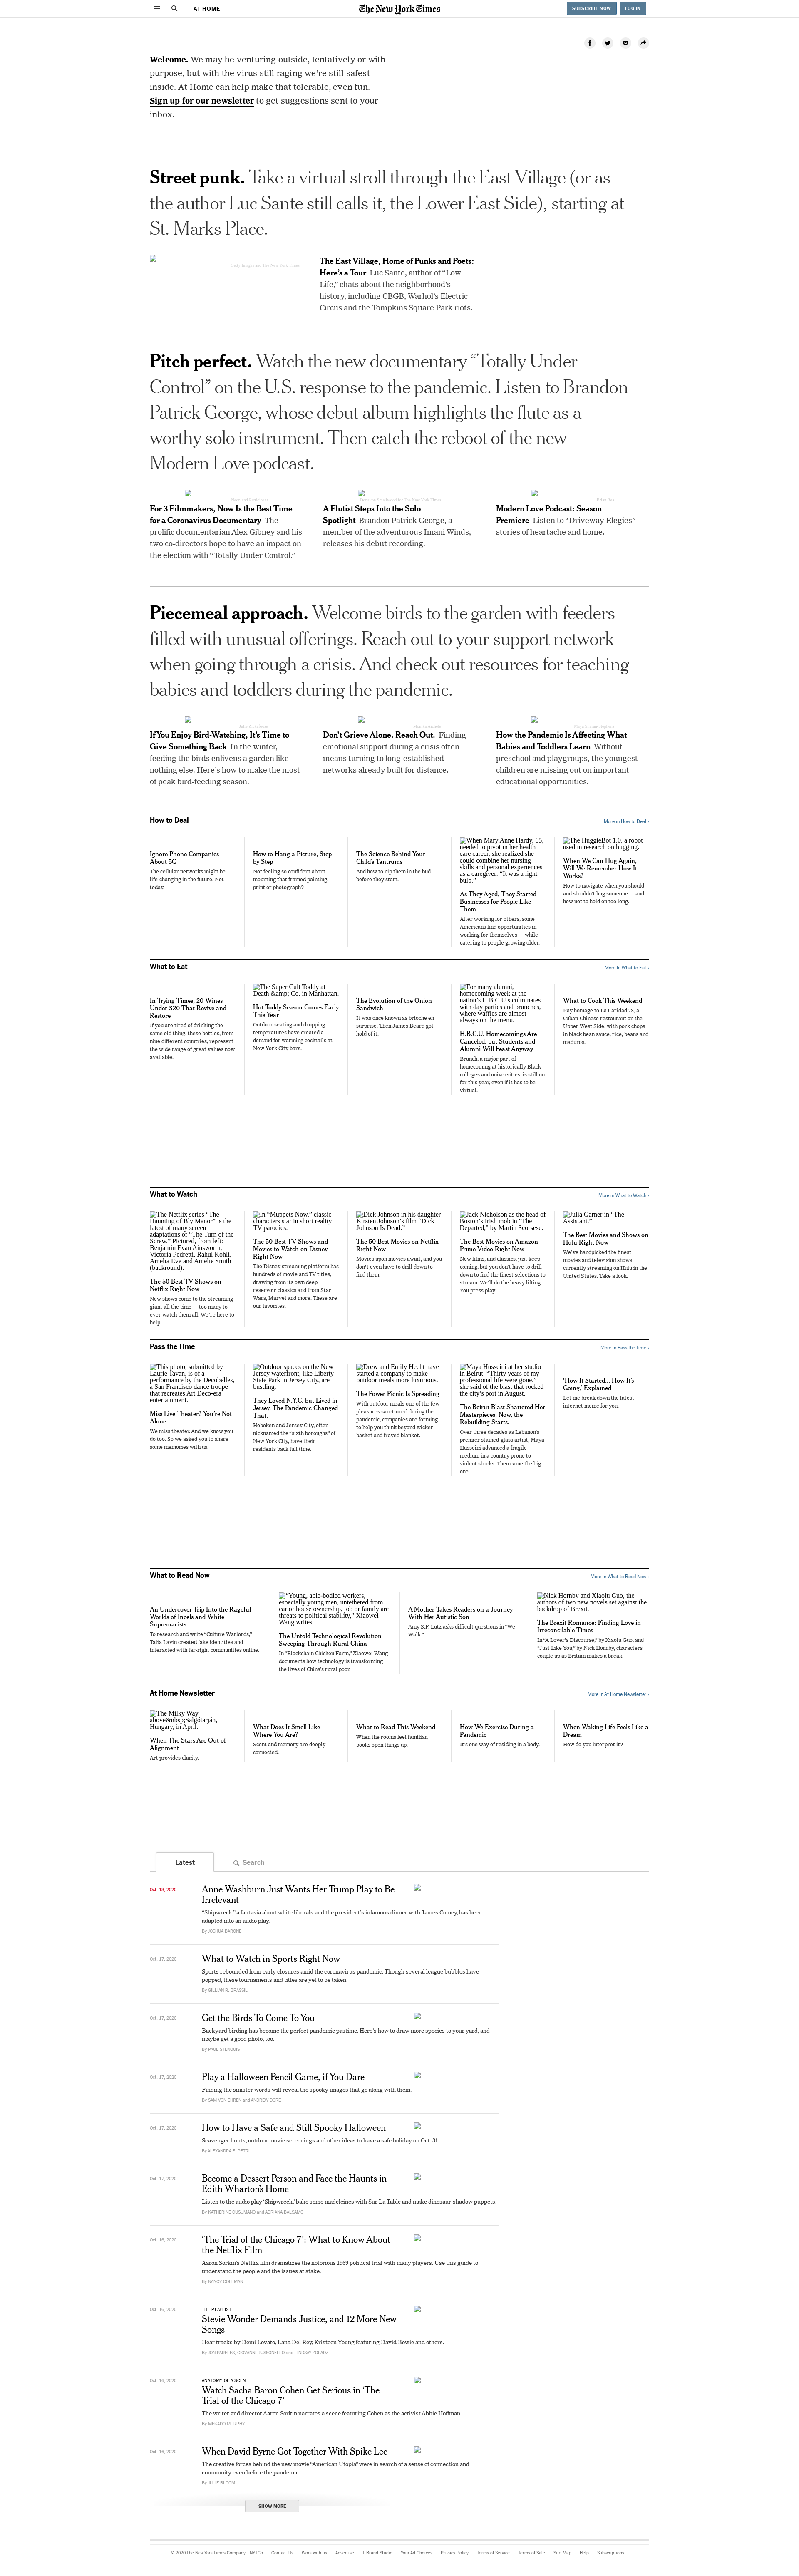 AT HOME
The New York Times
SUBSCRIBE NOW
LOG IN
Welcome. We may be venturing outside, tentatively or with
purpose, but with the virus still raging we're still safest
inside. At Home can help make that tolerable, even fun.
Sign up for our newsletter to get suggestions sent to your
inbox.
Street punk. Take a virtual stroll through the East Village (or as
the author Luc Sante still calls it, the Lower East Side), starting at
St. Marks Place.
The East Village, Home of Punks and Poets:
Here's a Tour Luc Sante, author of “Low
Life,” chats about the neighborhood's
history, including CBGB, Warhol's Electric
Circus and the Tompkins Square Park riots.
Pitch perfect. Watch the new documentary “Totally Under
Control” on the U.S. response to the pandemic. Listen to Brandon
Patrick George, whose debut album highlights the flute as a
worthy solo instrument. Then catch the reboot of the new
Modern Love podcast.
For 3 Filmmakers, Now Is the Best Time
for a Coronavirus Documentary The
prolific documentarian Alex Gibney and his
two co-directors hope to have an impact on
the election with “Totally Under Control.”
A Flutist Steps Into the Solo
Spotlight Brandon Patrick George, a
member of the adventurous Imani Winds,
releases his debut recording.
Modern Love Podcast: Season
Premiere Listen to “Driveway Elegies” —
stories of heartache and home.
Piecemeal approach. Welcome birds to the garden with feeders
filled with unusual offerings. Reach out to your support network
when going through a crisis. And check out resources for teaching
babies and toddlers during the pandemic.
If You Enjoy Bird-Watching, It's Time to
Give Something Back In the winter,
feeding the birds enlivens a garden like
nothing else. Here's how to make the most
of peak bird-feeding season.
Don't Grieve Alone. Reach Out. Finding
emotional support during a crisis often
means turning to long-established
networks already built for distance.
How the Pandemic Is Affecting What
Babies and Toddlers Learn Without
preschool and playgroups, the youngest
children are missing out on important
educational opportunities.
How to Deal
More in How to Deal ›
Ignore Phone Companies
About 5G
The cellular networks might be
life-changing in the future. Not
today.
How to Hang a Picture, Step
by Step
Not feeling so confident about
mounting that framed painting,
print or photograph?
The Science Behind Your
Child's Tantrums
And how to nip them in the bud
before they start.
When Mary Anne Hardy, 65,
needed to pivot in her health
care career, she realized she
could combine her nursing
skills and personal experiences
as a caregiver: “It was a light
bulb.”
As They Aged, They Started
Businesses for People Like
Them
After working for others, some
Americans find opportunities in
working for themselves — while
catering to people growing older.
The HuggieBot 1.0, a robot
used in research on hugging.
When We Can Hug Again,
Will We Remember How It
Works?
How to navigate when you should
and shouldn't hug someone — and
how not to hold on too long.
What to Eat
More in What to Eat ›
In Trying Times, 20 Wines
Under $20 That Revive and
Restore
If you are tired of drinking the
same old thing, these bottles, from
nine different countries, represent
the wide range of great values now
available.
The Super Cult Toddy at
Death &amp; Co. in Manhattan.
Hot Toddy Season Comes Early
This Year
Outdoor seating and dropping
temperatures have created a
demand for warming cocktails at
New York City bars.
The Evolution of the Onion
Sandwich
It was once known as brioche en
surprise. Then James Beard got
hold of it.
For many alumni,
homecoming week at the
nation's H.B.C.U.s culminates
with day parties and brunches,
where waffles are almost
always on the menu.
H.B.C.U. Homecomings Are
Canceled, but Students and
Alumni Will Feast Anyway
Brunch, a major part of
homecoming at historically Black
colleges and universities, is still on
for this year, even if it has to be
virtual.
What to Cook This Weekend
Pay homage to La Caridad 78, a
Cuban-Chinese restaurant on the
Upper West Side, with pork chops
in black bean sauce, rice, beans and
maduros.
What to Watch
More in What to Watch ›
The Netflix series “The
Haunting of Bly Manor” is the
latest of many screen
adaptations of “The Turn of the
Screw.” Pictured, from left:
Benjamin Evan Ainsworth,
Victoria Pedretti, Rahul Kohli,
Amelia Eve and Amelie Smith
(background).
The 50 Best TV Shows on
Netflix Right Now
New shows come to the streaming
giant all the time — too many to
ever watch them all. We're here to
help.
In “Muppets Now,” classic
characters star in short reality
TV parodies.
The 50 Best TV Shows and
Movies to Watch on Disney+
Right Now
The Disney streaming platform has
hundreds of movie and TV titles,
drawing from its own deep
reservoir classics and from Star
Wars, Marvel and more. These are
our favorites.
Dick Johnson in his daughter
Kirsten Johnson's film “Dick
Johnson Is Dead.”
The 50 Best Movies on Netflix
Right Now
Movies upon movies await, and you
don't even have to drill down to
find them.
Jack Nicholson as the head of
Boston's Irish mob in "The
Departed," by Martin Scorsese.
The Best Movies on Amazon
Prime Video Right Now
New films, and classics, just keep
coming, but you don't have to drill
down to find the finest selections to
stream. We'll do the heavy lifting.
You press play.
Julia Garner in “The
Assistant.”
The Best Movies and Shows on
Hulu Right Now
We've handpicked the finest
movies and television shows
currently streaming on Hulu in the
United States. Take a look.
Pass the Time
More in Pass the Time ›
This photo, submitted by
Laurie Tavan, is of a
performance by the Decobelles,
a San Francisco dance troupe
that recreates Art Deco-era
entertainment.
Miss Live Theater? You're Not
Alone.
We miss theater. And we know you
do too. So we asked you to share
some memories with us.
Outdoor spaces on the New
Jersey waterfront, like Liberty
State Park in Jersey City, are
bustling.
They Loved N.Y.C. but Lived in
Jersey. The Pandemic Changed
That.
Hoboken and Jersey City, often
nicknamed the “sixth boroughs” of
New York City, have their
residents back full time.
Drew and Emily Hecht have
started a company to make
outdoor meals more luxurious.
The Power Picnic Is Spreading
With outdoor meals one of the few
pleasures sanctioned during the
pandemic, companies are forming
to help you think beyond wicker
basket and frayed blanket.
Maya Husseini at her studio
in Beirut. “Thirty years of my
professional life were gone,”
she said of the blast that rocked
the city's port in August.
The Beirut Blast Shattered Her
Masterpieces. Now, the
Rebuilding Starts.
Over three decades as Lebanon's
premier stained-glass artist, Maya
Husseini advanced a fragile
medium in a country prone to
violent shocks. Then came the big
one.
‘How It Started... How It's
Going,' Explained
Let me break down the latest
internet meme for you.
What to Read Now
More in What to Read Now ›
An Undercover Trip Into the Rageful
Worlds of Incels and White
Supremacists
To research and write “Culture Warlords,”
Talia Lavin created fake identities and
interacted with far-right communities online.
“Young, able-bodied workers,
especially young men, untethered from
car or house ownership, job or family are
threats to political stability,” Xiaowei
Wang writes.
The Untold Technological Revolution
Sweeping Through Rural China
In “Blockchain Chicken Farm,” Xiaowei Wang
documents how technology is transforming
the lives of China's rural poor.
A Mother Takes Readers on a Journey
With Her Autistic Son
Amy S.F. Lutz asks difficult questions in “We
Walk.”
Nick Hornby and Xiaolu Guo, the
authors of two new novels set against the
backdrop of Brexit.
The Brexit Romance: Finding Love in
Irreconcilable Times
In “A Lover's Discourse,” by Xiaolu Guo, and
“Just Like You,” by Nick Hornby, characters
couple up as Britain makes a break.
At Home Newsletter
More in At Home Newsletter ›
The Milky Way
above&nbsp;Salgótarján,
Hungary, in April.
When The Stars Are Out of
Alignment
Art provides clarity.
What Does It Smell Like
Where You Are?
Scent and memory are deeply
connected.
What to Read This Weekend
When the rooms feel familiar,
books open things up.
How We Exercise During a
Pandemic
It's one way of residing in a body.
When Waking Life Feels Like a
Dream
How do you interpret it?
Latest
Search
Oct. 18, 2020
Anne Washburn Just Wants Her Trump Play to Be
Irrelevant
“Shipwreck,” a fantasia about white liberals and the president's infamous dinner with James Comey, has been
adapted into an audio play.
By JOSHUA BARONE
Oct. 17, 2020
What to Watch in Sports Right Now
Sports rebounded from early closures amid the coronavirus pandemic. Though several league bubbles have
popped, these tournaments and titles are yet to be taken.
By GILLIAN R. BRASSIL
Oct. 17, 2020
Get the Birds To Come To You
Backyard birding has become the perfect pandemic pastime. Here's how to draw more species to your yard, and
maybe get a good photo, too.
By PAUL STENQUIST
Oct. 17, 2020
Play a Halloween Pencil Game, if You Dare
Finding the sinister words will reveal the spooky images that go along with them.
Oct. 17, 2020
How to Have a Safe and Still Spooky Halloween
Scavenger hunts, outdoor movie screenings and other ideas to have a safe holiday on Oct. 31.
By ALEXANDRA E. PETRI
Oct. 17, 2020
Become a Dessert Person and Face the Haunts in
Edith Wharton's Home
Listen to the audio play ‘Shipwreck,' bake some madeleines with Sur La Table and make dinosaur-shadow puppets.
By KATHERINE CUSUMANO and ADRIANA BALSAMO
Oct. 16, 2020
‘The Trial of the Chicago 7': What to Know About
the Netflix Film
Aaron Sorkin's Netflix film dramatizes the notorious 1969 political trial with many players. Use this guide to
understand the people and the issues at stake.
By NANCY COLEMAN
Oct. 16, 2020
THE PLAYLIST
Stevie Wonder Demands Justice, and 12 More New
Songs
Hear tracks by Demi Lovato, Lana Del Rey, Kristeen Young featuring David Bowie and others.
By JON PARELES, GIOVANNI RUSSONELLO and LINDSAY ZOLADZ
Oct. 16, 2020
ANATOMY OF A SCENE
Watch Sacha Baron Cohen Get Serious in ‘The
Trial of the Chicago 7'
The writer and director Aaron Sorkin narrates a scene featuring Cohen as the activist Abbie Hoffman.
By MEKADO MURPHY
Oct. 16, 2020
When David Byrne Got Together With Spike Lee
The creative forces behind the new movie “American Utopia” were in search of a sense of connection and
community even before the pandemic.
By JULIE BLOOM
SHOW MORE
© 2020 The New York Times Company
NYTCo
Contact Us
Work with us
Advertise
T Brand Studio
Your Ad Choices
Privacy Policy
Terms of Service
Terms of Sale
Site Map
Help
Subscriptions